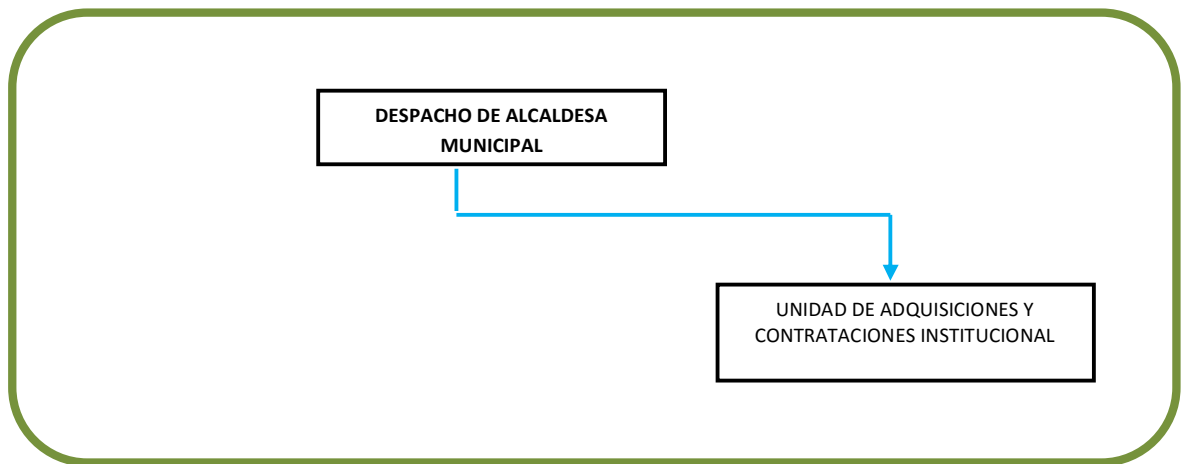 DESPACHO DE ALCALDESA
MUNICIPAL
UNIDAD DE ADQUISICIONES Y
CONTRATACIONES INSTITUCIONAL